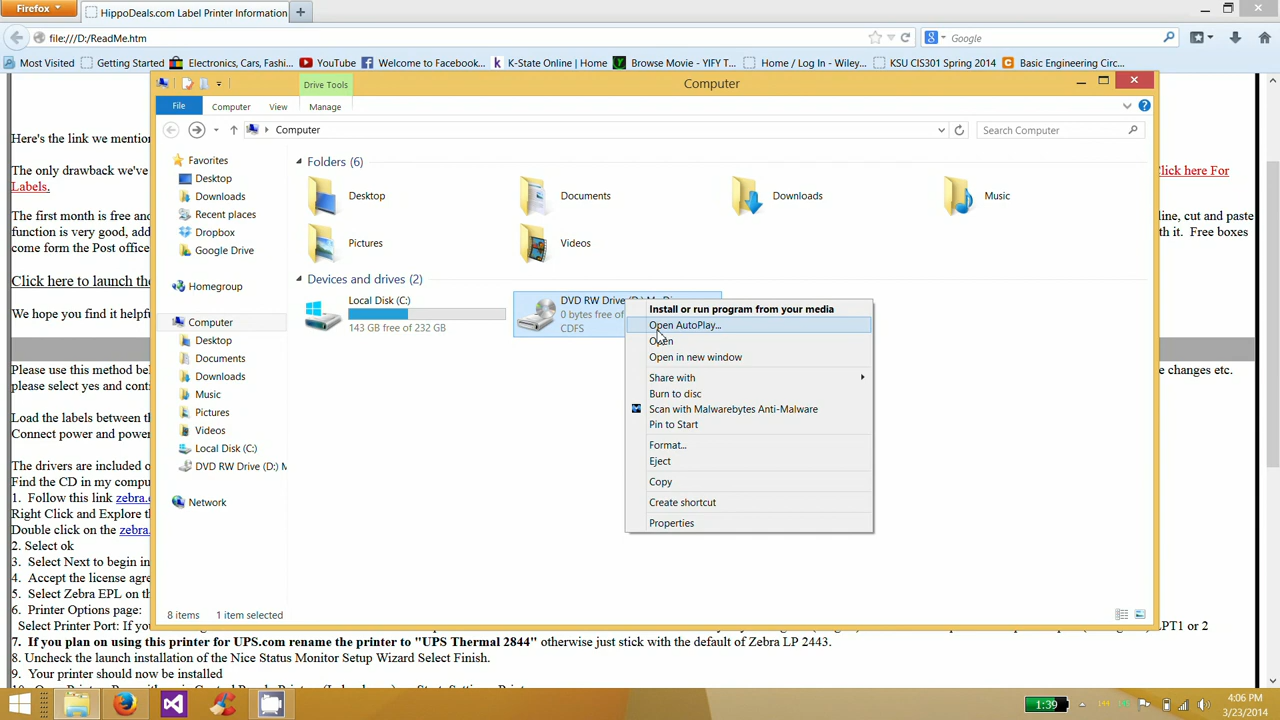 Firefox
HippoDeals.com Label Printer Information
file:///D:/ReadMe.htm
Google
Most Visited
Getting Started
Electronics, Cars, Fashi...
YouTube
Welcome to Facebook...
K-State Online | Home
Browse Movie - YIFY T...
Home / Log In - Wiley...
KSU CIS301 Spring 2014
Basic Engineering Circ...
Drive Tools
Computer
File
Computer
View
Manage
Computer
Search Computer
Here's the link we mention
The only drawback we've
Click here For
Labels.
The first month is free and
line, cut and paste
function is very good, add
th it. Free boxes
come form the Post office
Click here to launch the
We hope you find it helpfu
Please use this method bel
e changes etc.
please select yes and conti
Load the labels between th
Connect power and power
The drivers are included o
Find the CD in my compu
1. Follow this link zebra.
Right Click and Explore th
Double click on the zebra.
2. Select ok
3. Select Next to begin in
4. Accept the license agre
5. Select Zebra EPL on th
6. Printer Options page:
Select Printer Port: If yo
LPT1 or 2
7. If you plan on using this printer for UPS.com rename the printer to "UPS Thermal 2844" otherwise just stick with the default of Zebra LP 2443.
8. Uncheck the launch installation of the Nice Status Monitor Setup Wizard Select Finish.
9. Your printer should now be installed
Favorites
Desktop
Downloads
Recent places
Dropbox
Google Drive
Homegroup
Computer
Desktop
Documents
Downloads
Music
Pictures
Videos
Local Disk (C:)
DVD RW Drive (D:) M
Network
Folders (6)
Desktop
Documents
Downloads
Music
Pictures
Videos
Devices and drives (2)
Local Disk (C:)
143 GB free of 232 GB
DVD RW Drive (D:) My Dis
0 bytes free of
CDFS
Install or run program from your media
Open AutoPlay...
Open
Open in new window
Share with
Burn to disc
Scan with Malwarebytes Anti-Malware
Pin to Start
Format...
Eject
Copy
Create shortcut
Properties
8 items
1 item selected
1:39
4:06 PM
3/23/2014